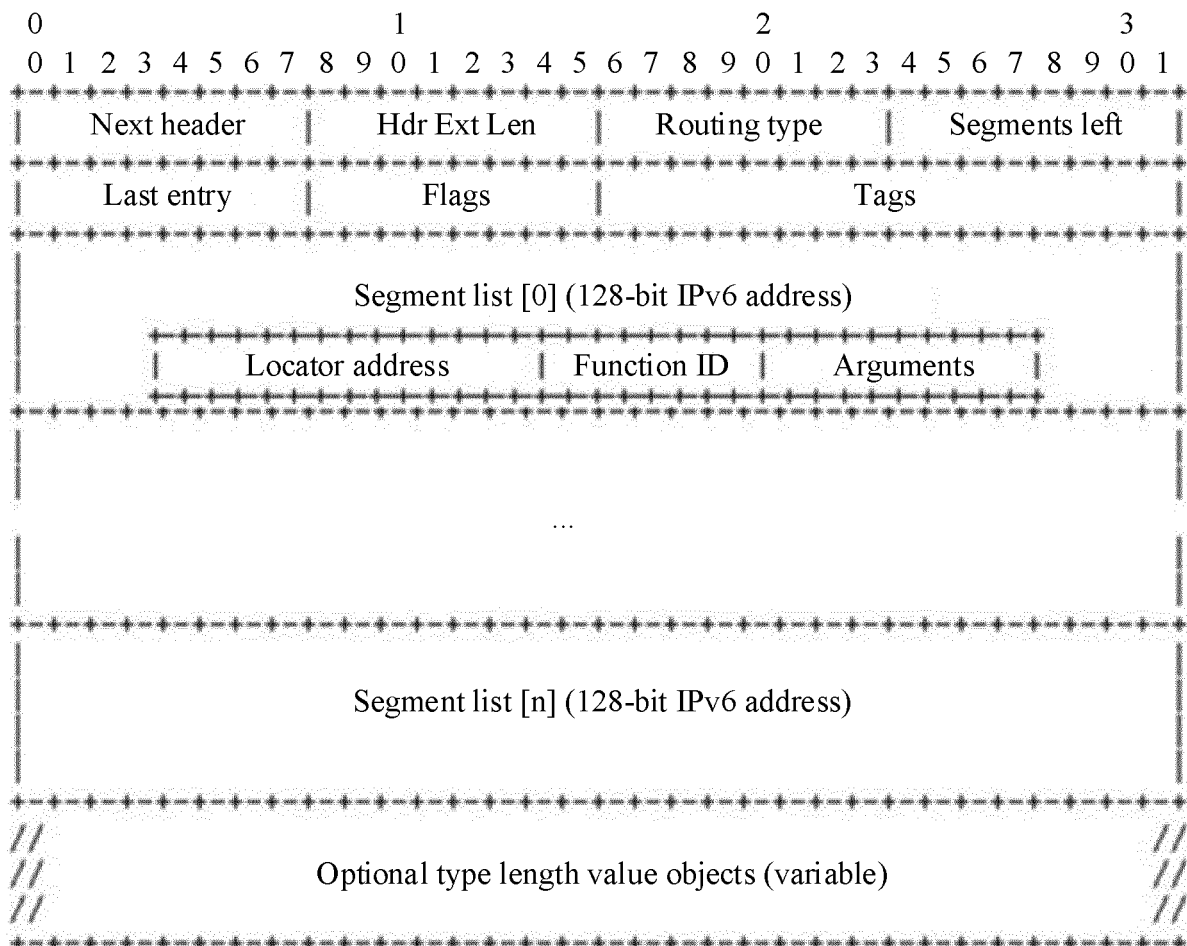 0 1 2 3
0 1 2 3 4 5 6 7 8 9 0 1 2 3 4 5 6 7 8 9 0 1 2 3 4 5 6 7 8 9 0 1
+-+-+-+-+-+-+-+-+-+-+-+-+-+-+-+-+-+-+-+-+-+-+-+-+-+-+-+-+-+-+-+-+
| Next header | Hdr Ext Len | Routing type | Segments left |
+-+-+-+-+-+-+-+-+-+-+-+-+-+-+-+-+-+-+-+-+-+-+-+-+-+-+-+-+-+-+-+-+
| Last entry | Flags | Tags |
+-+-+-+-+-+-+-+-+-+-+-+-+-+-+-+-+-+-+-+-+-+-+-+-+-+-+-+-+-+-+-+-+
Segment list [0] (128-bit IPv6 address)
| Locator address | Function ID | Arguments |
+-+-+-+-+-+-+-+-+-+-+-+-+-+-+-+-+-+-+-+-+-+-+-+-+-+-+-+-+-+-+-+-+
...
+-+-+-+-+-+-+-+-+-+-+-+-+-+-+-+-+-+-+-+-+-+-+-+-+-+-+-+-+-+-+-+-+
Segment list [n] (128-bit IPv6 address)
+-+-+-+-+-+-+-+-+-+-+-+-+-+-+-+-+-+-+-+-+-+-+-+-+-+-+-+-+-+-+-+-+
// //
// Optional type length value objects (variable) //
// //
+-+-+-+-+-+-+-+-+-+-+-+-+-+-+-+-+-+-+-+-+-+-+-+-+-+-+-+-+-+-+-+-+